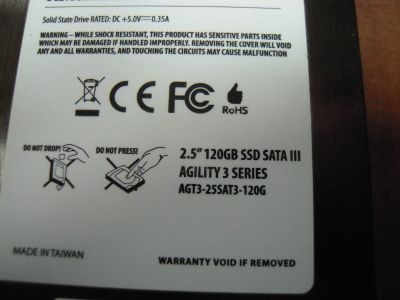 Solid State Drive RATED: DC +5.0V⎓0.35A
WARNING – WHILE SHOCK RESISTANT, THIS PRODUCT HAS SENSITIVE PARTS INSIDE
WHICH MAY BE DAMAGED IF HANDLED IMPROPERLY. REMOVING THE COVER WILL VOID
ANY AND ALL WARRANTIES, AND TOUCHING THE CIRCUITS MAY CAUSE MALFUNCTION
CE FC RoHS
DO NOT DROP! DO NOT PRESS!
2.5" 120GB SSD SATA III
AGILITY 3 SERIES
AGT3-25SAT3-120G
MADE IN TAIWAN
WARRANTY VOID IF REMOVED